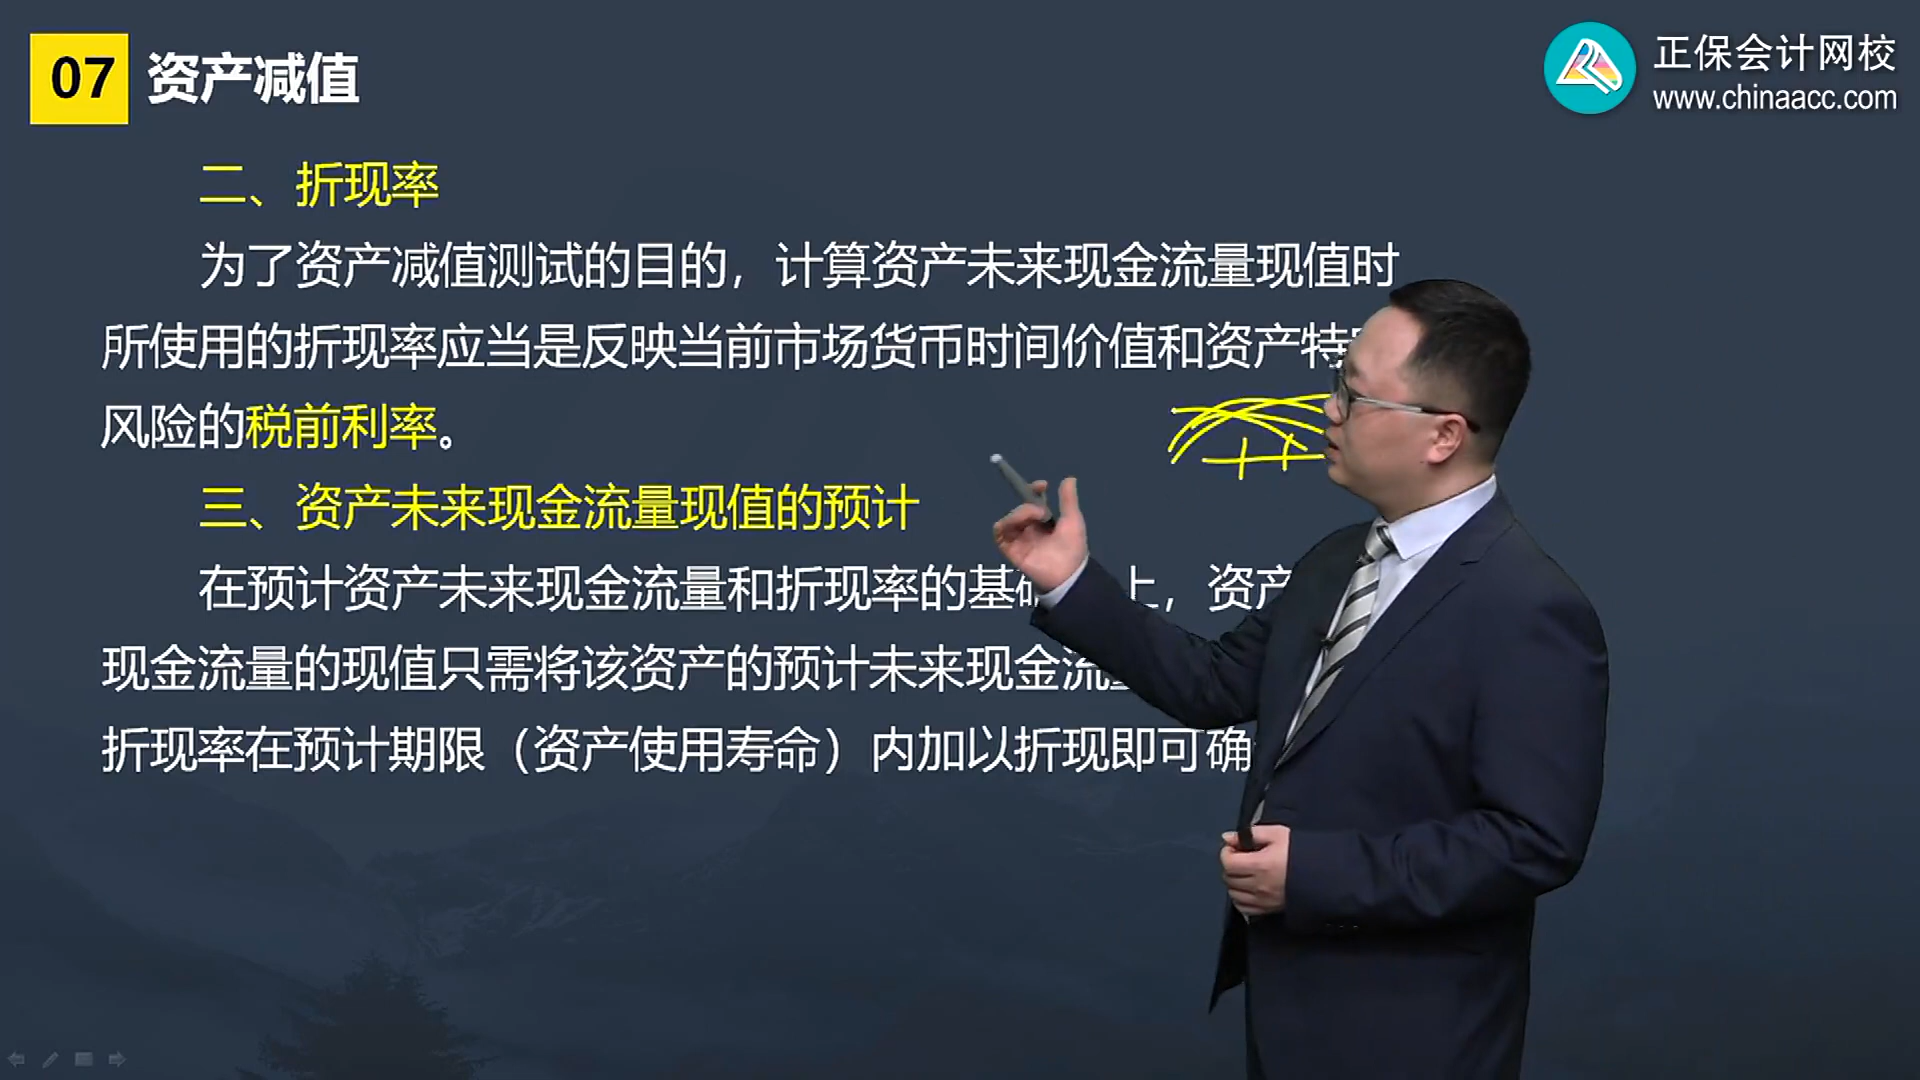 07 资产减值
正保会计网校
www.chinaacc.com
二、折现率
为了资产减值测试的目的，计算资产未来现金流量现值时
所使用的折现率应当是反映当前市场货币时间价值和资产特
风险的税前利率。
三、资产未来现金流量现值的预计
在预计资产未来现金流量和折现率的基 上，资产
现金流量的现值只需将该资产的预计未来现金流
折现率在预计期限（资产使用寿命）内加以折现即可确